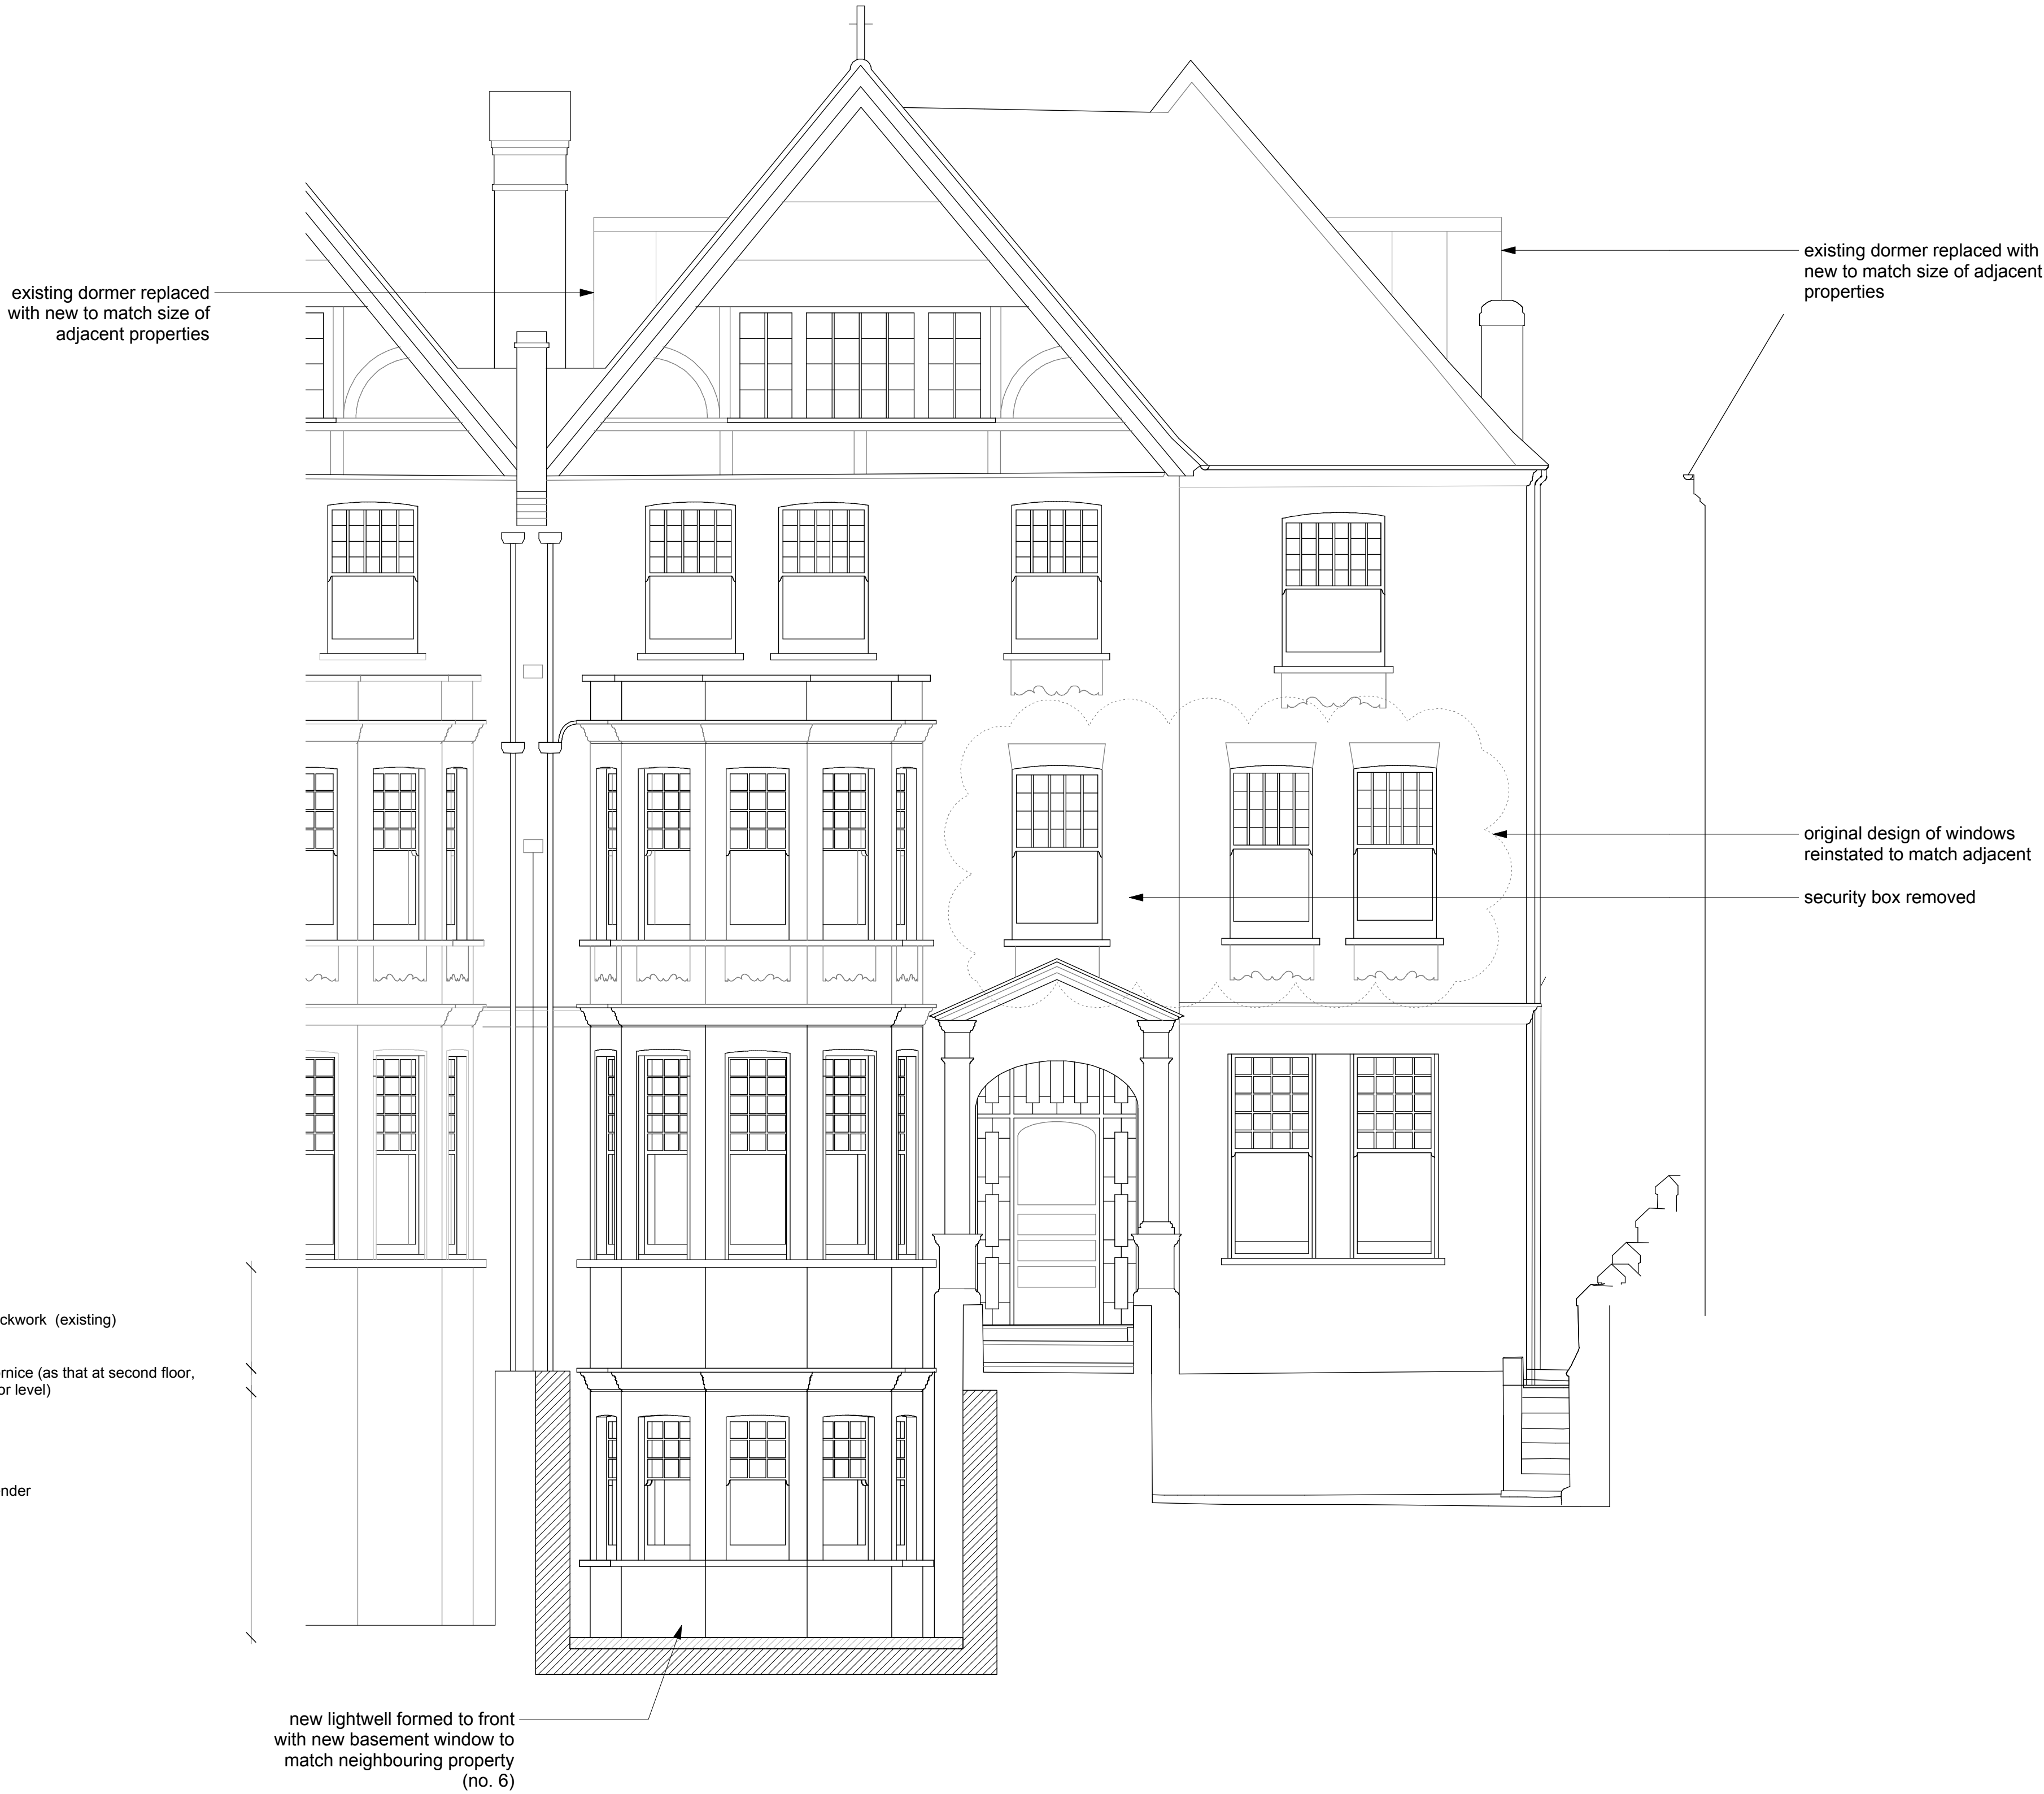 existing dormer replaced
with new to match size of
adjacent properties
existing dormer replaced with
new to match size of adjacent
properties
original design of windows
reinstated to match adjacent
security box removed
ckwork (existing)
rnice (as that at second floor,
or level)
nder
new lightwell formed to front
with new basement window to
match neighbouring property
(no. 6)